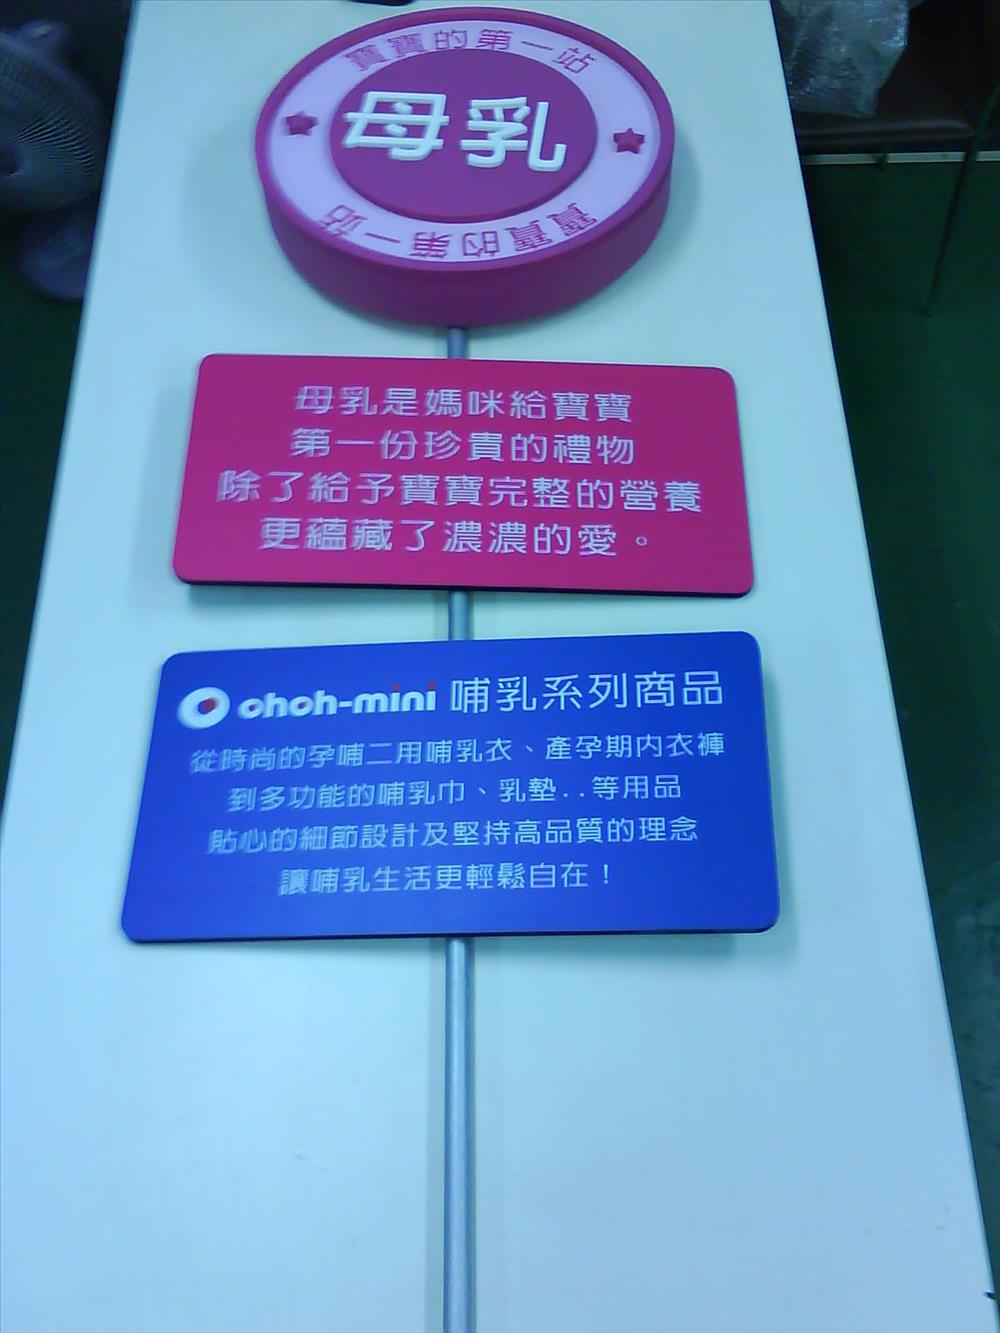 寶寶的第一站
母乳
寶寶的第一站
母乳是媽咪給寶寶
第一份珍貴的禮物
除了給予寶寶完整的營養
更蘊藏了濃濃的愛。
ohoh-mini 哺乳系列商品
從時尚的孕哺二用哺乳衣、產孕期內衣褲
到多功能的哺乳巾、乳墊..等用品
貼心的細節設計及堅持高品質的理念
讓哺乳生活更輕鬆自在！